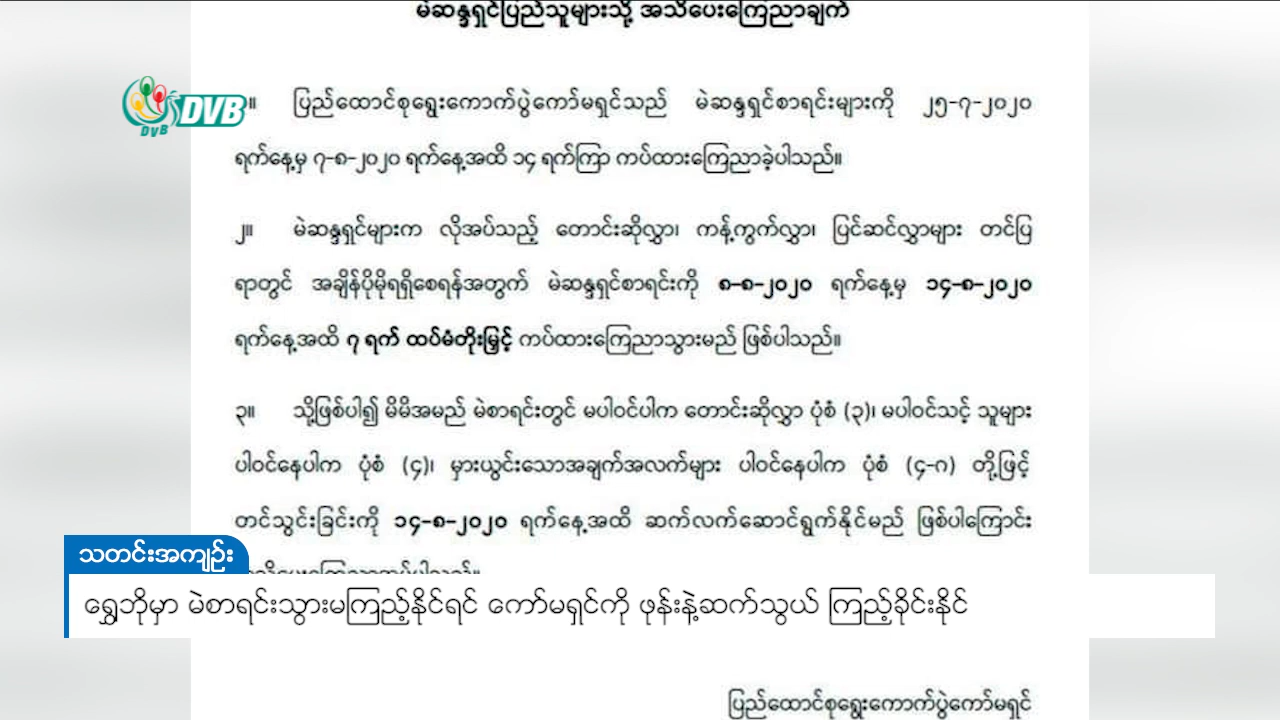 မဲဆန္ဒရှင်ပြည်သူများသို့ အသိပေးကြေညာချက်
DVB
DVB
၁။ ပြည်ထောင်စုရွေးကောက်ပွဲကော်မရှင်သည် မဲဆန္ဒရှင်စာရင်းများကို ၂၅-၇-၂၀၂၀
ရက်နေ့မှ ၇-၈-၂၀၂၀ ရက်နေ့အထိ ၁၄ ရက်ကြာ ကပ်ထားကြေညာခဲ့ပါသည်။
၂။ မဲဆန္ဒရှင်များက လိုအပ်သည့် တောင်းဆိုလွှာ၊ ကန့်ကွက်လွှာ၊ ပြင်ဆင်လွှာများ တင်ပြ
ရာတွင် အချိန်ပိုမိုရရှိစေရန်အတွက် မဲဆန္ဒရှင်စာရင်းကို ၈-၈-၂၀၂၀ ရက်နေ့မှ ၁၄-၈-၂၀၂၀
ရက်နေ့အထိ ၇ ရက် ထပ်မံတိုးမြှင့် ကပ်ထားကြေညာသွားမည် ဖြစ်ပါသည်။
၃။ သို့ဖြစ်ပါ၍ မိမိအမည် မဲစာရင်းတွင် မပါဝင်ပါက တောင်းဆိုလွှာ ပုံစံ (၃)၊ မပါဝင်သင့် သူများ
ပါဝင်နေပါက ပုံစံ (၄)၊ မှားယွင်းသောအချက်အလက်များ ပါဝင်နေပါက ပုံစံ (၄-ဂ) တို့ဖြင့်
တင်သွင်းခြင်းကို ၁၄-၈-၂၀၂၀ ရက်နေ့အထိ ဆက်လက်ဆောင်ရွက်နိုင်မည် ဖြစ်ပါကြောင်း
သတင်းအကျဉ်း
ရွှေဘိုမှာ မဲစာရင်းသွားမကြည့်နိုင်ရင် ကော်မရှင်ကို ဖုန်းနဲ့ဆက်သွယ် ကြည့်ခိုင်းနိုင်
ပြည်ထောင်စုရွေးကောက်ပွဲကော်မရှင်